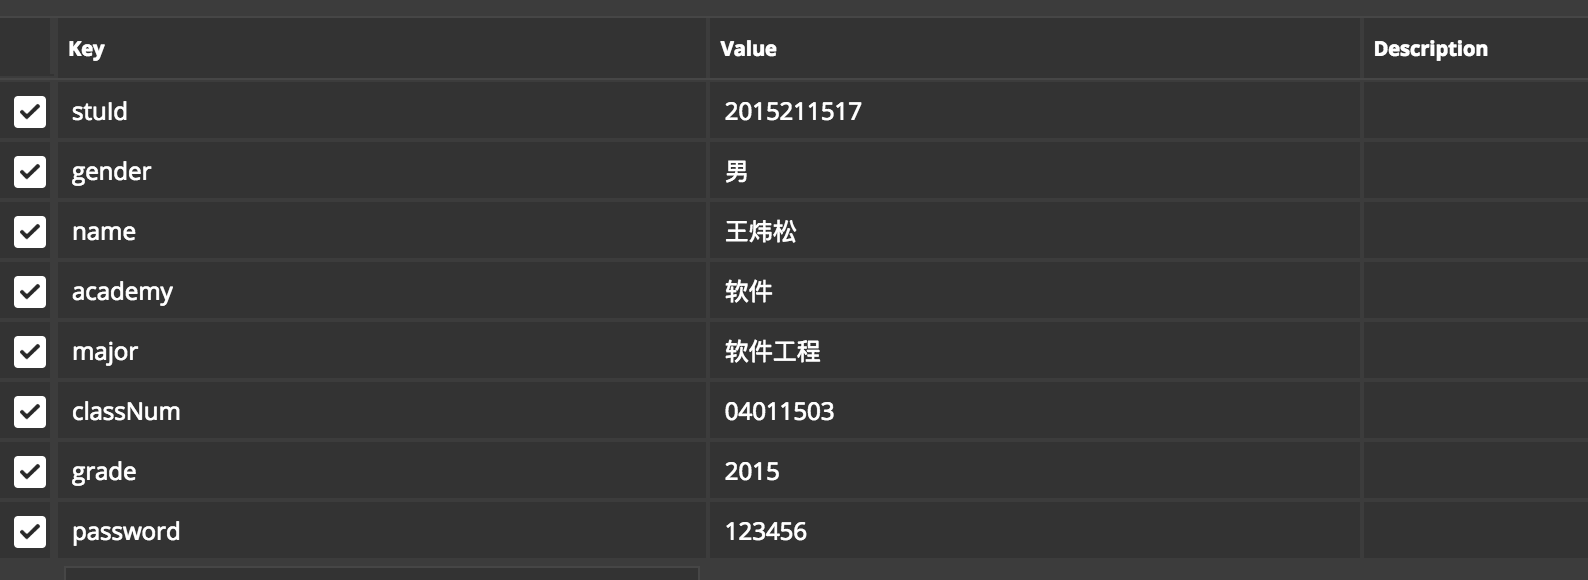 Key Value Description
stuId 2015211517
gender 男
name 王炜松
academy 软件
major 软件工程
classNum 04011503
grade 2015
password 123456